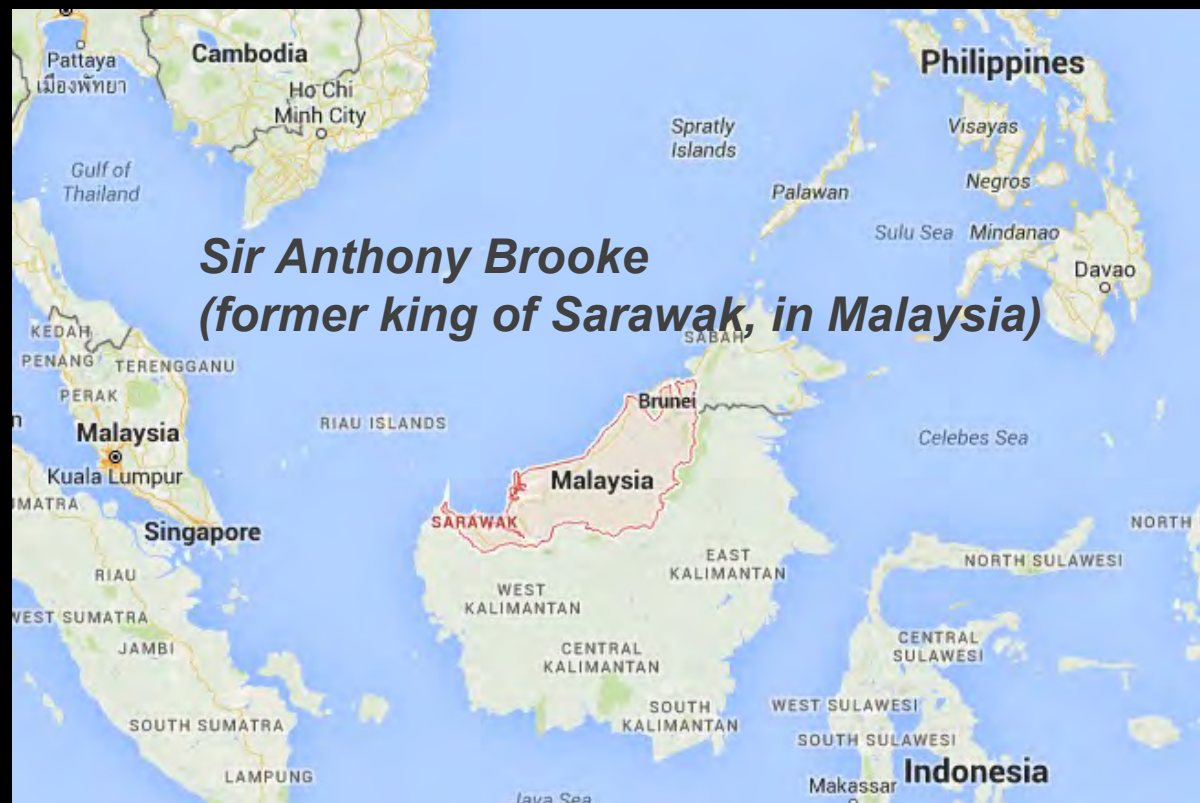 Cambodia
Philippines
Pattaya
เมืองพัทยา
Ho Chi
Minh City
Spratly
Islands
Visayas
Gulf of
Thailand
Palawan
Negros
Sulu Sea
Mindanao
Sir Anthony Brooke
Davao
(former king of Sarawak, in Malaysia)
KEDAH
SABAH
PENANG
TERENGGANU
PERAK
Brunei
RIAU ISLANDS
Malaysia
Celebes Sea
Kuala Lumpur
Malaysia
UMATRA
SARAWAK
NORTH
Singapore
EAST
KALIMANTAN
NORTH SULAWESI
RIAU
WEST
KALIMANTAN
WEST SUMATRA
CENTRAL
SULAWESI
JAMBI
CENTRAL
KALIMANTAN
SOUTH
KALIMANTAN
WEST SULAWESI
SOUTH SUMATRA
SOUTH SULAWESI
LAMPUNG
Makassar
Indonesia
Java Sea